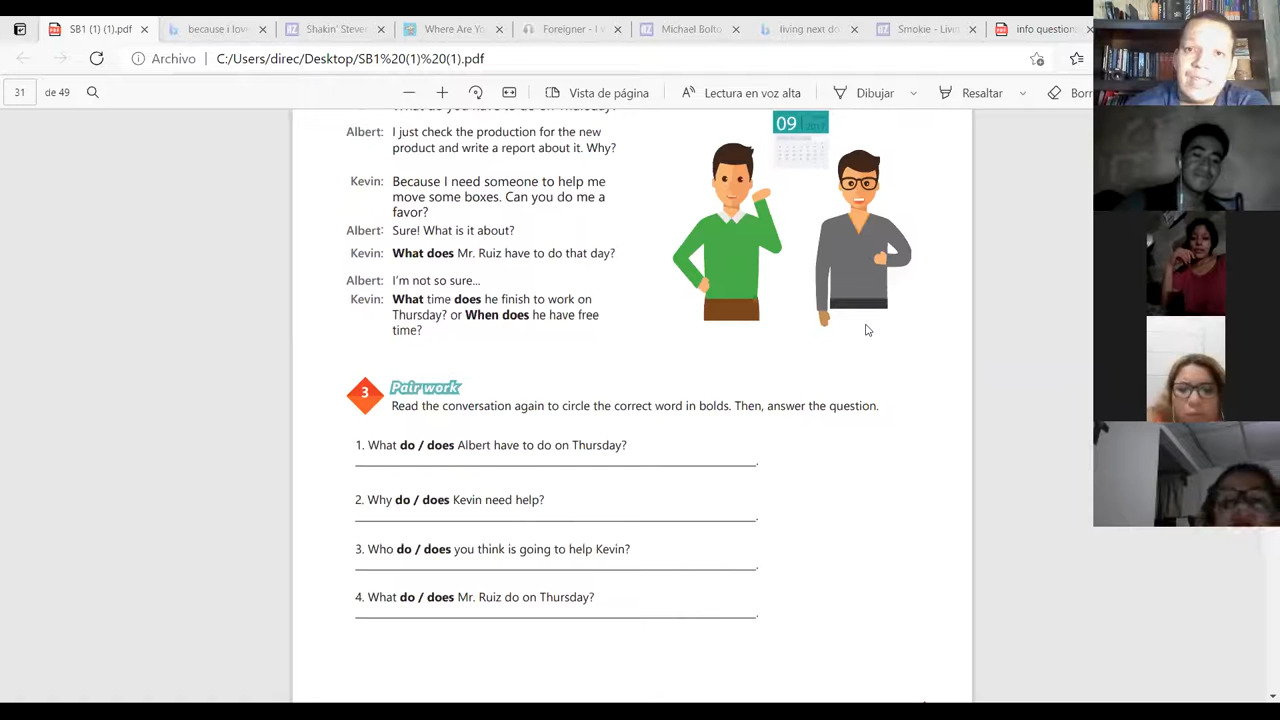 SB1 (1) (1).pdf
because i lov
Shakin' Steven
Where Are Yo
Foreigner - I v
Michael Bolto
living next do
Smokie - Livin
info question
Archivo
C:/Users/direc/Desktop/SB1%20(1)%20(1).pdf
31 de 49
Vista de página
Lectura en voz alta
Dibujar
Resaltar
Borr
Albert: I just check the production for the new
product and write a report about it. Why?
Kevin: Because I need someone to help me
move some boxes. Can you do me a
favor?
Albert: Sure! What is it about?
Kevin: What does Mr. Ruiz have to do that day?
Albert: I'm not so sure...
Kevin: What time does he finish to work on
Thursday? or When does he have free
time?
09
2017
3
Pair work
Read the conversation again to circle the correct word in bolds. Then, answer the question.
1. What do / does Albert have to do on Thursday?
2. Why do / does Kevin need help?
3. Who do / does you think is going to help Kevin?
4. What do / does Mr. Ruiz do on Thursday?